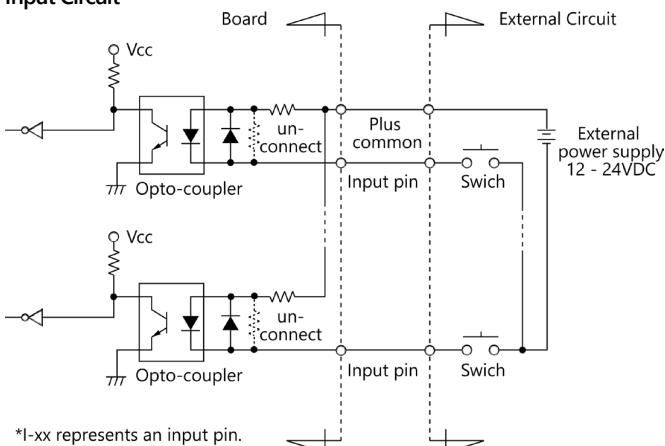 Input Circuit
Board
External Circuit
Vcc
un-
connect
Plus
common
External
power supply
12 - 24VDC
Opto-coupler
Input pin
Swich
Vcc
un-
connect
Opto-coupler
Input pin
Swich
*I-xx represents an input pin.